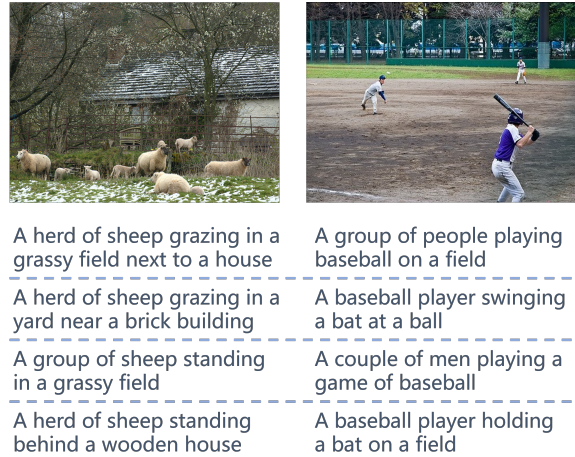 A herd of sheep grazing in a
grassy field next to a house
A herd of sheep grazing in a
yard near a brick building
A group of sheep standing
in a grassy field
A herd of sheep standing
behind a wooden house
A group of people playing
baseball on a field
A baseball player swinging
a bat at a ball
A couple of men playing a
game of baseball
A baseball player holding
a bat on a field